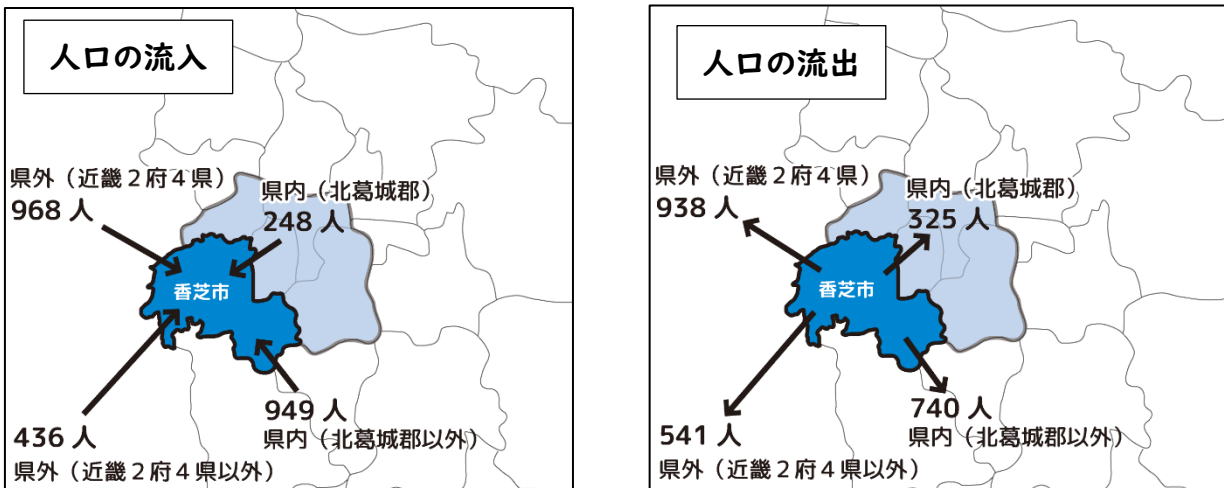 人口の流入
県外（近畿２府４県）
968 人
県内（北葛城郡）
248 人
香芝市
949 人
県内（北葛城郡以外）
436 人
県外（近畿２府４県以外）
人口の流出
県外（近畿２府４県）
938 人
県内（北葛城郡）
325 人
香芝市
740 人
県内（北葛城郡以外）
541 人
県外（近畿２府４県以外）